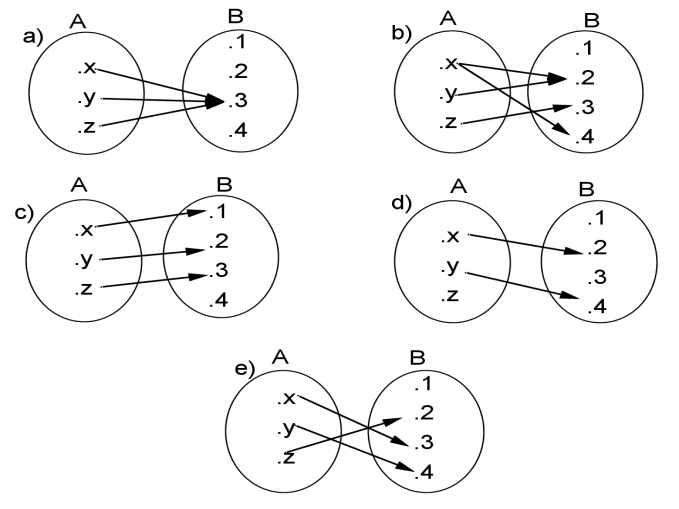 a)
A
B
.x
.y
.z
.1
.2
.3
.4
b)
A
B
.x
.y
.z
.1
.2
.3
.4
c)
A
B
.x
.y
.z
.1
.2
.3
.4
d)
A
B
.x
.y
.z
.1
.2
.3
.4
e)
A
B
.x
.y
.z
.1
.2
.3
.4